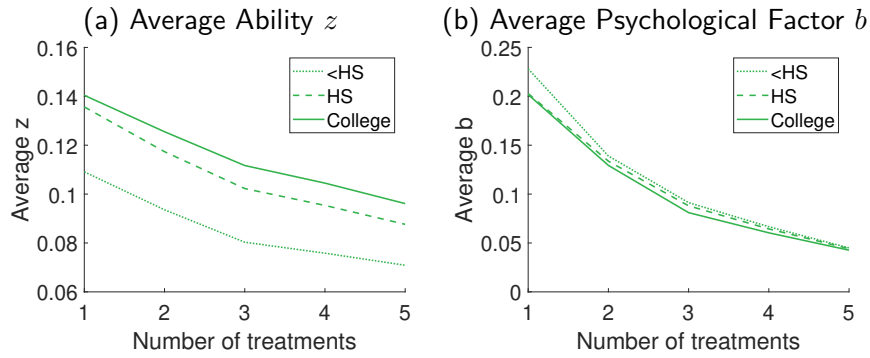 (a) Average Ability z
0.16
0.14
0.12
0.1
0.08
0.06
Average z
1 2 3 4 5
Number of treatments
<HS
HS
College
(b) Average Psychological Factor b
0.25
0.2
0.15
0.1
0.05
0
Average b
1 2 3 4 5
Number of treatments
<HS
HS
College